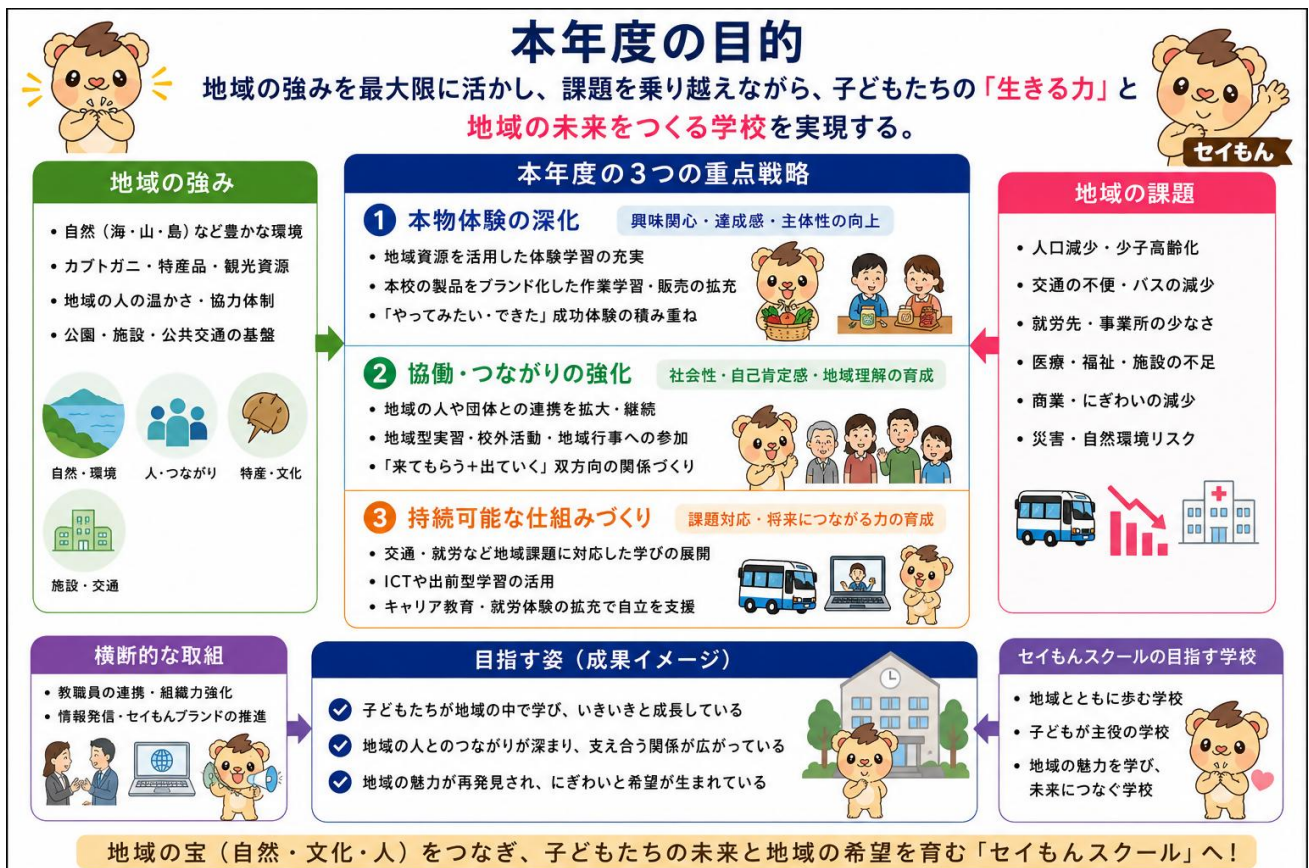 本年度の目的
地域の強みを最大限に活かし、課題を乗り越えながら、子どもたちの「生きる力」と
地域の未来をつくる学校を実現する。
セイもん
地域の強み
• 自然（海・山・島）など豊かな環境
• カブトガニ・特産品・観光資源
• 地域の人の温かさ・協力体制
• 公園・施設・公共交通の基盤
自然・環境
人・つながり
特産・文化
施設・交通
本年度の3つの重点戦略
1 本物体験の深化
興味関心・達成感・主体性の向上
• 地域資源を活用した体験学習の充実
• 本校の製品をブランド化した作業学習・販売の拡充
• 「やってみたい・できた」成功体験の積み重ね
2 協働・つながりの強化
社会性・自己肯定感・地域理解の育成
• 地域の人や団体との連携を拡大・継続
• 地域型実習・校外活動・地域行事への参加
• 「来てもらう＋出ていく」双方向の関係づくり
3 持続可能な仕組みづくり
課題対応・将来につながる力の育成
• 交通・就労など地域課題に対応した学びの展開
• ICTや出前型学習の活用
• キャリア教育・就労体験の拡充で自立を支援
地域の課題
• 人口減少・少子高齢化
• 交通の不便・バスの減少
• 就労先・事業所の少なさ
• 医療・福祉・施設の不足
• 商業・にぎわいの減少
• 災害・自然環境リスク
横断的な取組
• 教職員の連携・組織力強化
• 情報発信・セイもんブランドの推進
目指す姿（成果イメージ）
子どもたちが地域の中で学び、いきいきと成長している
地域の人とのつながりが深まり、支え合う関係が広がっている
地域の魅力が再発見され、にぎわいと希望が生まれている
セイもんスクールの目指す学校
• 地域とともに歩む学校
• 子どもが主役の学校
• 地域の魅力を学び、
未来につなぐ学校
地域の宝（自然・文化・人）をつなぎ、子どもたちの未来と地域の希望を育む「セイもんスクール」へ！